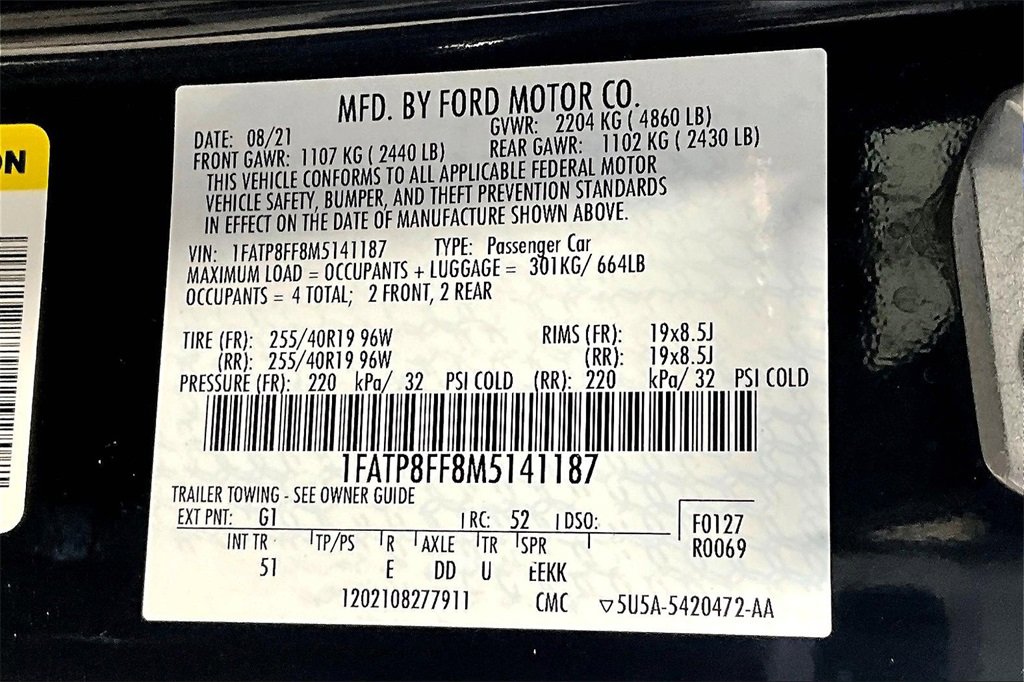 ON
MFD. BY FORD MOTOR CO.
DATE: 08/21 GVWR: 2204 KG ( 4860 LB)
FRONT GAWR: 1107 KG ( 2440 LB) REAR GAWR: 1102 KG ( 2430 LB)
THIS VEHICLE CONFORMS TO ALL APPLICABLE FEDERAL MOTOR
VEHICLE SAFETY, BUMPER, AND THEFT PREVENTION STANDARDS
IN EFFECT ON THE DATE OF MANUFACTURE SHOWN ABOVE.
VIN: 1FATP8FF8M5141187 TYPE: Passenger Car
MAXIMUM LOAD = OCCUPANTS + LUGGAGE = 301KG/ 664LB
OCCUPANTS = 4 TOTAL; 2 FRONT, 2 REAR
TIRE (FR): 255/40R19 96W RIMS (FR): 19x8.5J
(RR): 255/40R19 96W (RR): 19x8.5J
PRESSURE (FR): 220 kPa/ 32 PSI COLD (RR): 220 kPa/ 32 PSI COLD
1FATP8FF8M5141187
TRAILER TOWING - SEE OWNER GUIDE
EXT PNT: G1 RC: 52 DSO: F0127
INT TR TP/PS R AXLE TR SPR R0069
51 E DD U EEKK
1202108277911 CMC ▽5U5A-5420472-AA